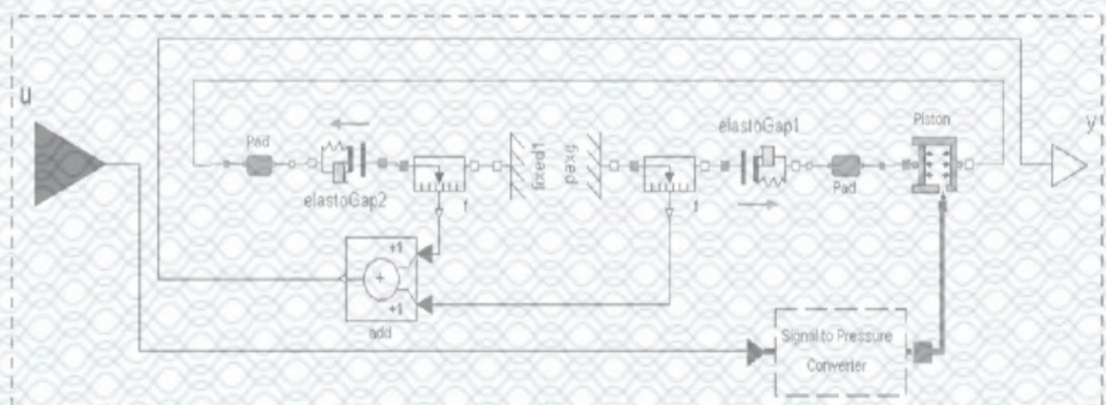 u
y
Pad
elastoGap2
f
fixed1
fixed
f
elastoGap1
Pad
Piston
+1
+
+1
add
Signal to Pressure
Converter